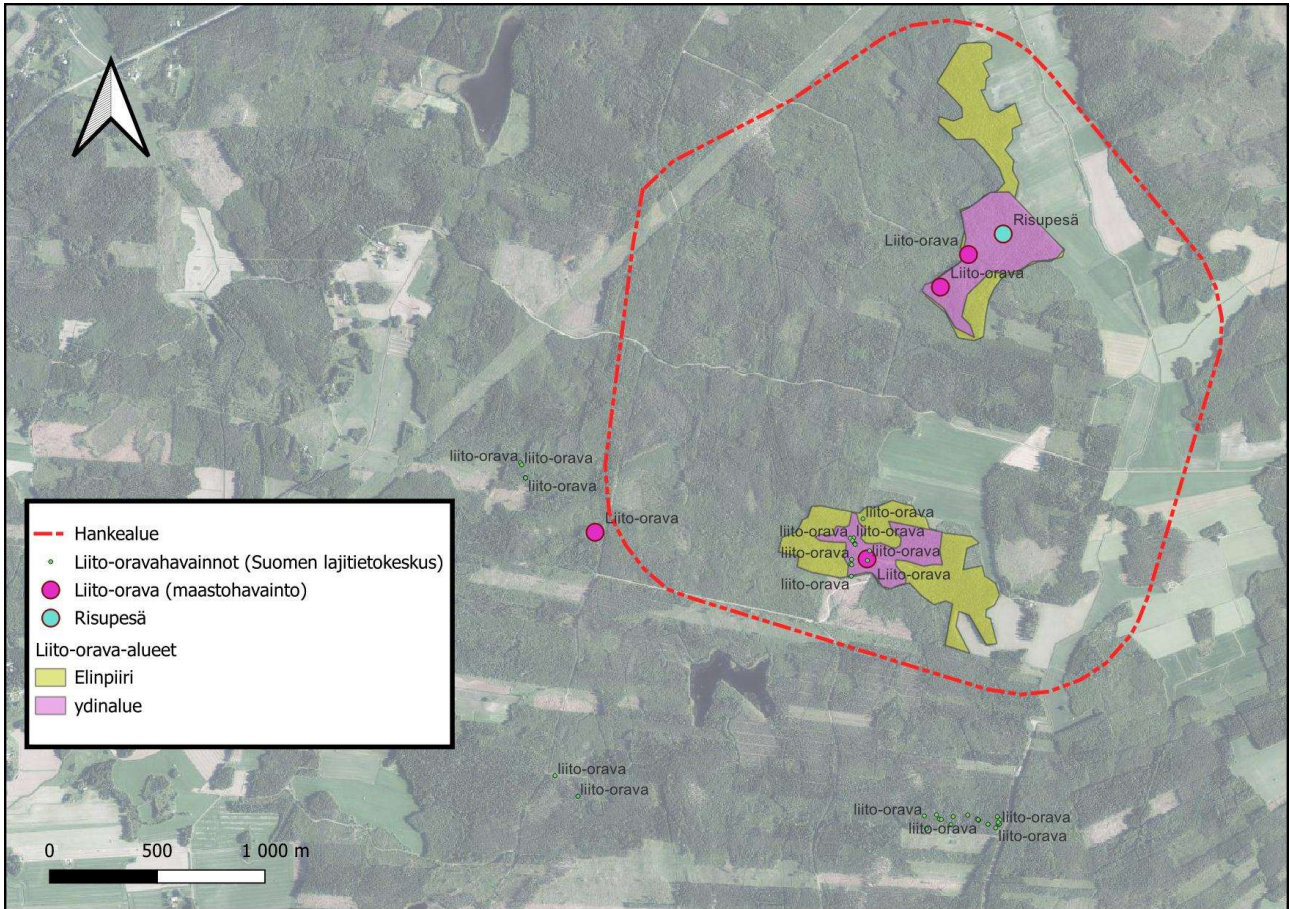 Risupesä
Liito-orava
Liito-orava
liito-orava liito-orava
liito-orava
Liito-orava
liito-orava
liito-orava liito-orava
liito-orava liito-orava
liito-orava Liito-orava
Hankealue
Liito-oravahavainnot (Suomen lajitietokeskus)
Liito-orava (maastohavainto)
Risupesä
Liito-orava-alueet
Elinpiiri
ydinalue
liito-orava
liito-orava
liito-orava liito-orava
liito-orava liito-orava
0 500 1 000 m